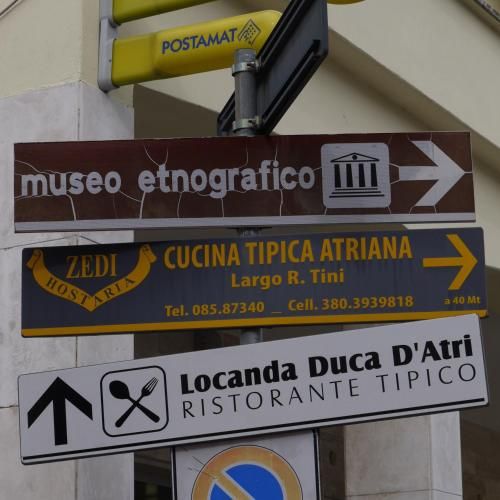 POSTAMAT
museo etnografico
ZEDI
HOSTARIA
CUCINA TIPICA ATRIANA
Largo R. Tini
Tel. 085.87340 _ Cell. 380.3939818
a 40 Mt
Locanda Duca D'Atri
RISTORANTE TIPICO